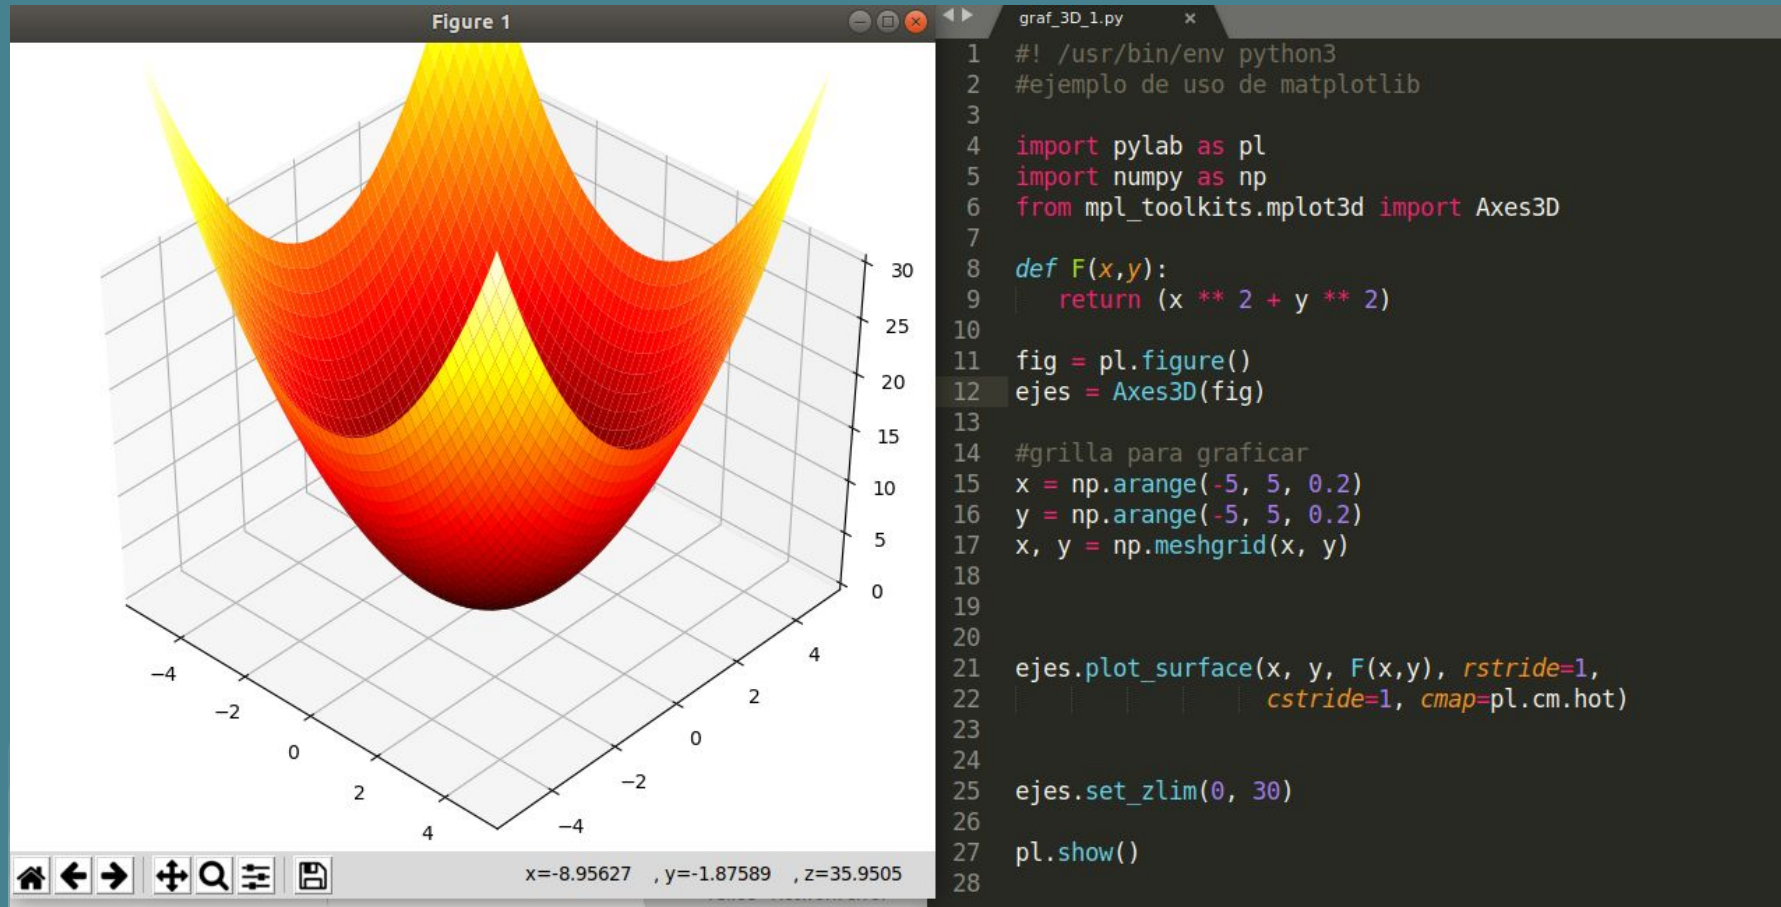 Figure 1
30
25
20
15
10
5
0
−4
−2
0
2
4
4
2
0
−2
−4
x=-8.95627 , y=-1.87589 , z=35.9505
graf_3D_1.py ×
1 #! /usr/bin/env python3
2 #ejemplo de uso de matplotlib
3
4 import pylab as pl
5 import numpy as np
6 from mpl_toolkits.mplot3d import Axes3D
7
8 def F(x,y):
9 return (x ** 2 + y ** 2)
10
11 fig = pl.figure()
12 ejes = Axes3D(fig)
13
14 #grilla para graficar
15 x = np.arange(-5, 5, 0.2)
16 y = np.arange(-5, 5, 0.2)
17 x, y = np.meshgrid(x, y)
18
19
20
21 ejes.plot_surface(x, y, F(x,y), rstride=1,
22 cstride=1, cmap=pl.cm.hot)
23
24
25 ejes.set_zlim(0, 30)
26
27 pl.show()
28